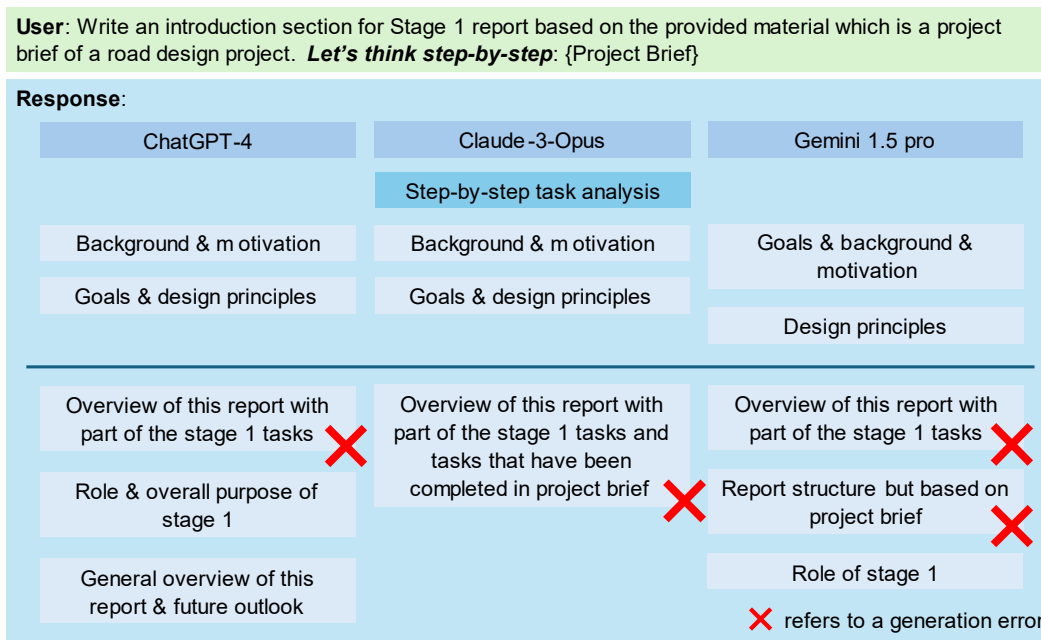 User: Write an introduction section for Stage 1 report based on the provided material which is a project
brief of a road design project. Let's think step-by-step: {Project Brief}
Response:
ChatGPT-4
Claude-3-Opus
Gemini 1.5 pro
Step-by-step task analysis
Background & motivation
Background & motivation
Goals & background &
motivation
Goals & design principles
Goals & design principles
Design principles
Overview of this report with
part of the stage 1 tasks
Overview of this report with
part of the stage 1 tasks and
tasks that have been
completed in project brief
Overview of this report with
part of the stage 1 tasks
Role & overall purpose of
stage 1
Report structure but based on
project brief
General overview of this
report & future outlook
Role of stage 1
refers to a generation error